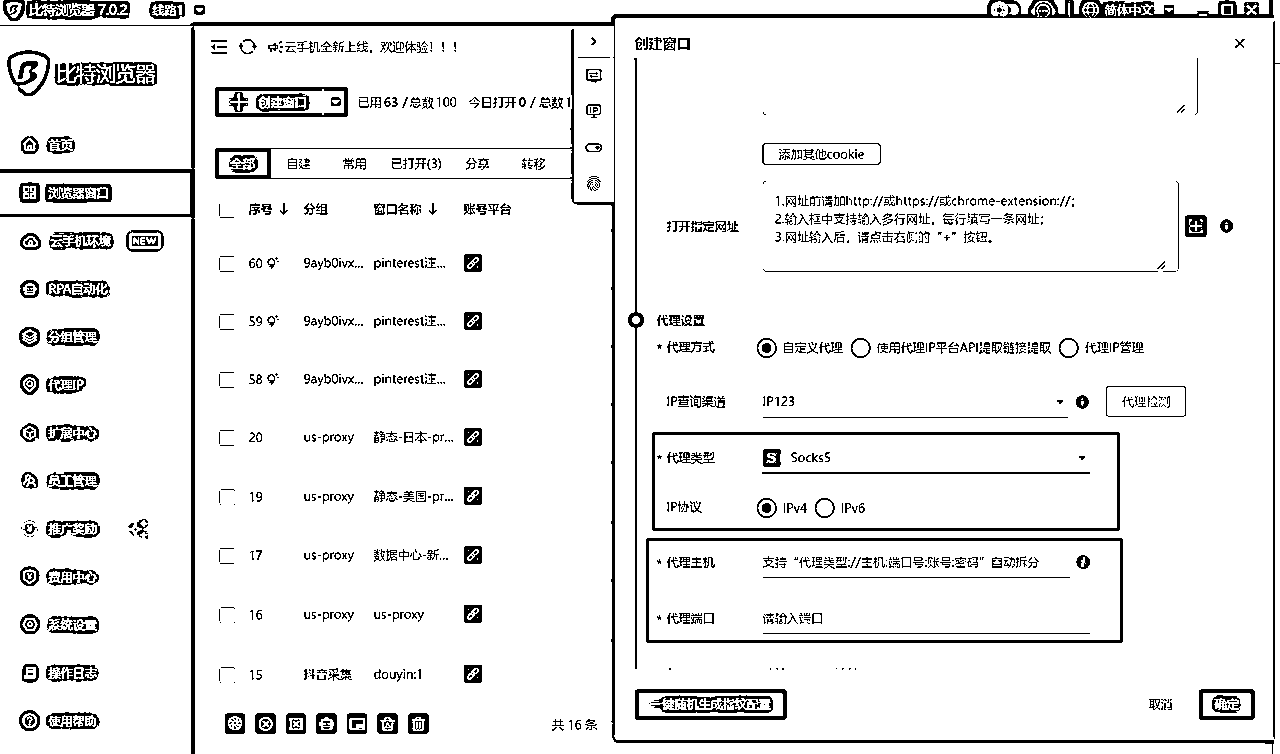 比特浏览器 7.0.2 线路1
简体中文
比特浏览器
首页
浏览器窗口
云手机环境 NEW
RPA自动化
分组管理
代理IP
扩展中心
员工管理
推广奖励
费用中心
系统设置
操作日志
使用帮助
云手机全新上线，欢迎体验！！！
创建窗口
已用 63 / 总数 100 今日打开 0 / 总数 1
全部 自建 常用 已打开(3) 分享 转移
序号 ↓ 分组 窗口名称 ↓ 账号平台
60 9ayb0ivx... pinterest注...
59 9ayb0ivx... pinterest注...
58 9ayb0ivx... pinterest注...
20 us-proxy 静态-日本-pr...
19 us-proxy 静态-美国-pr...
17 us-proxy 数据中心-新...
16 us-proxy us-proxy
15 抖音采集 douyin:1
共 16 条
IP
创建窗口
添加其他cookie
打开指定网址
1.网址前请加http://或https://或chrome-extension://;
2.输入框中支持输入多行网址，每行填写一条网址;
3.网址输入后，请点击右侧的“+”按钮。
代理设置
* 代理方式 自定义代理 使用代理IP平台API提取链接提取 代理IP管理
IP查询渠道 IP123 代理检测
* 代理类型 S Socks5
IP协议 IPv4 IPv6
* 代理主机 支持“代理类型://主机:端口号:账号:密码”自动拆分
* 代理端口 请输入端口
一键随机生成指纹配置 取消 确定